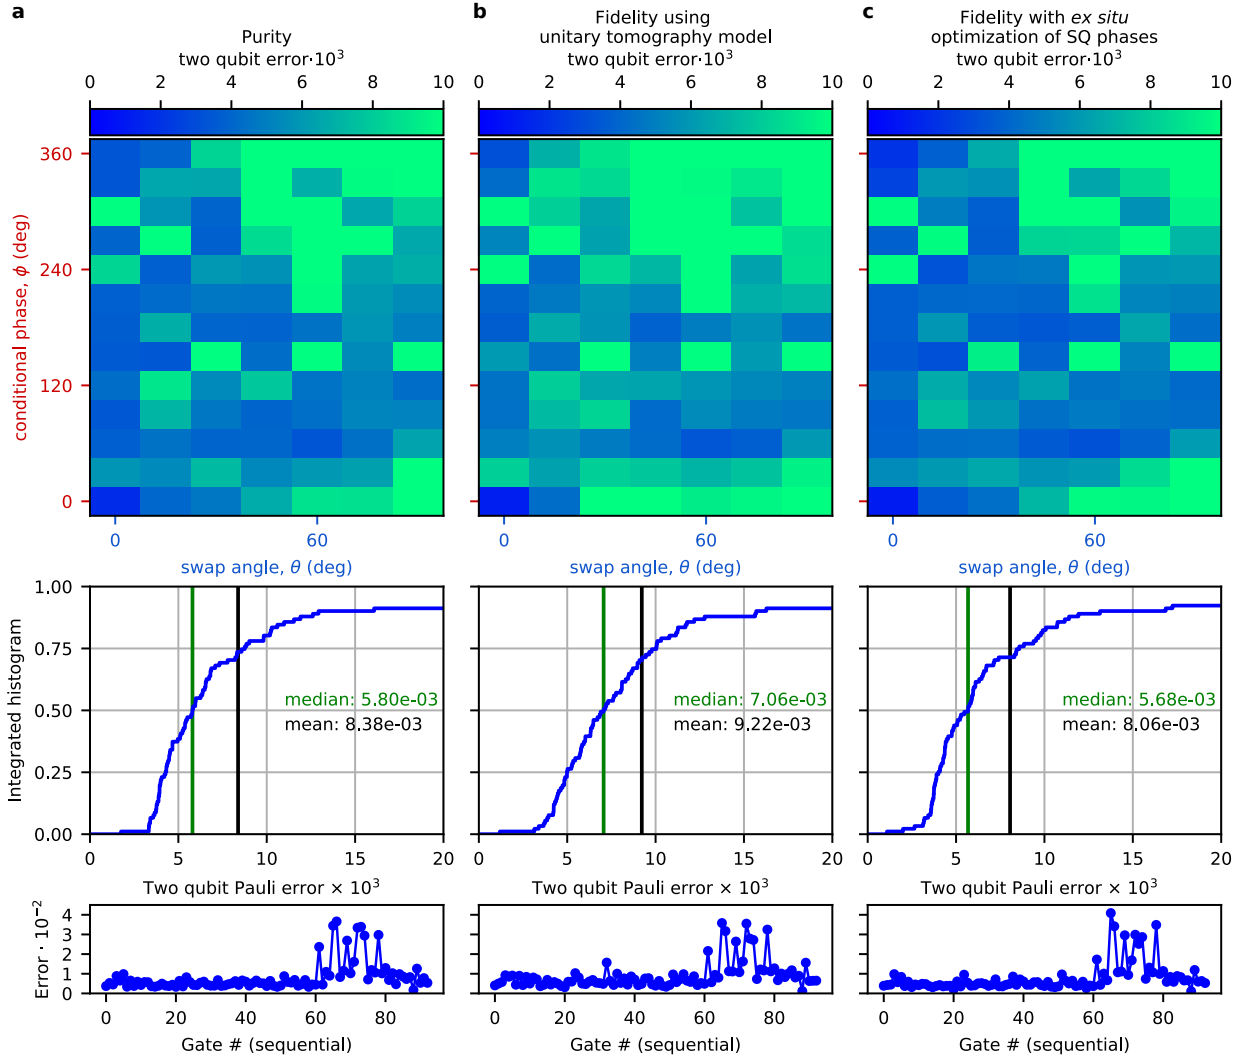 a
Purity
two qubit error·10³
0 2 4 6 8 10
b
Fidelity using
unitary tomography model
two qubit error·10³
0 2 4 6 8 10
c
Fidelity with ex situ
optimization of SQ phases
two qubit error·10³
0 2 4 6 8 10
conditional phase, ϕ (deg)
360
240
120
0
0 60
swap angle, θ (deg)
0 60
swap angle, θ (deg)
0 60
swap angle, θ (deg)
Integrated histogram
1.00
0.75
0.50
0.25
0.00
median: 5.80e-03
mean: 8.38e-03
0 5 10 15 20
Two qubit Pauli error × 10³
median: 7.06e-03
mean: 9.22e-03
0 5 10 15 20
Two qubit Pauli error × 10³
median: 5.68e-03
mean: 8.06e-03
0 5 10 15 20
Two qubit Pauli error × 10³
Error · 10⁻²
4
3
2
1
0
0 20 40 60 80
Gate # (sequential)
0 20 40 60 80
Gate # (sequential)
0 20 40 60 80
Gate # (sequential)